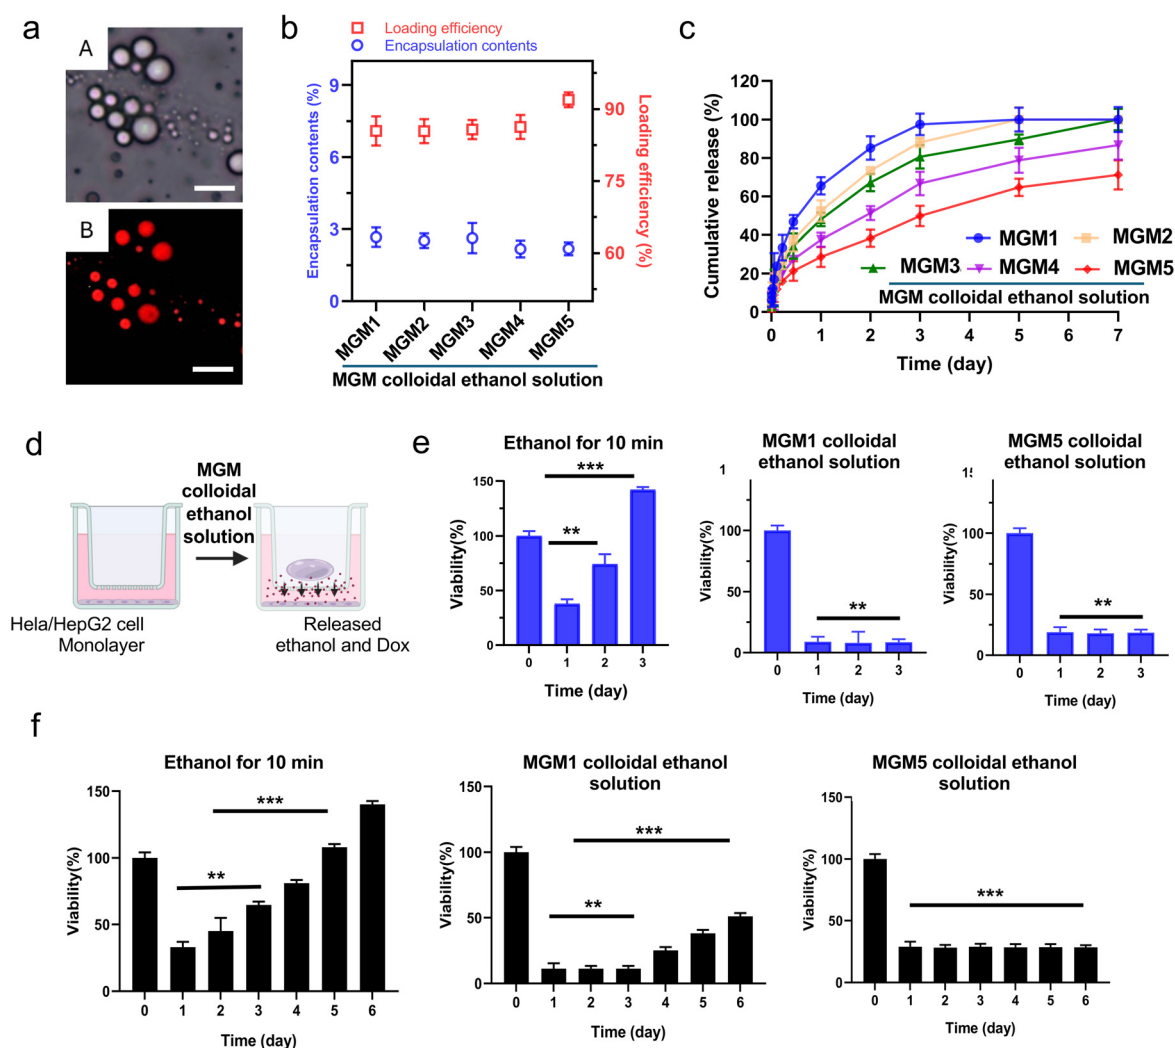 a
A
B
b
Loading efficiency
Encapsulation contents
Encapsulation contents (%)
9
6
3
0
90
75
60
Loading efficiency (%)
MGM1
MGM2
MGM3
MGM4
MGM5
MGM colloidal ethanol solution
c
Cumulative release (%)
120
100
80
60
40
20
0
MGM1
MGM2
MGM3
MGM4
MGM5
MGM colloidal ethanol solution
0 1 2 3 4 5 6 7
Time (day)
d
MGM
colloidal
ethanol
solution
Hela/HepG2 cell
Monolayer
Released
ethanol and Dox
e
Ethanol for 10 min
Viability(%)
150
100
50
0
***
**
0 1 2 3
Time (day)
MGM1 colloidal
ethanol solution
1
Viability(%)
100
50
0
**
0 1 2 3
Time (day)
MGM5 colloidal
ethanol solution
Viability(%)
100
50
0
**
0 1 2 3
Time (day)
f
Ethanol for 10 min
Viability(%)
150
100
50
0
***
**
0 1 2 3 4 5 6
Time (day)
MGM1 colloidal ethanol
solution
Viability(%)
150
100
50
0
***
**
0 1 2 3 4 5 6
Time (day)
MGM5 colloidal ethanol
solution
Viability(%)
150
100
50
0
***
0 1 2 3 4 5 6
Time (day)